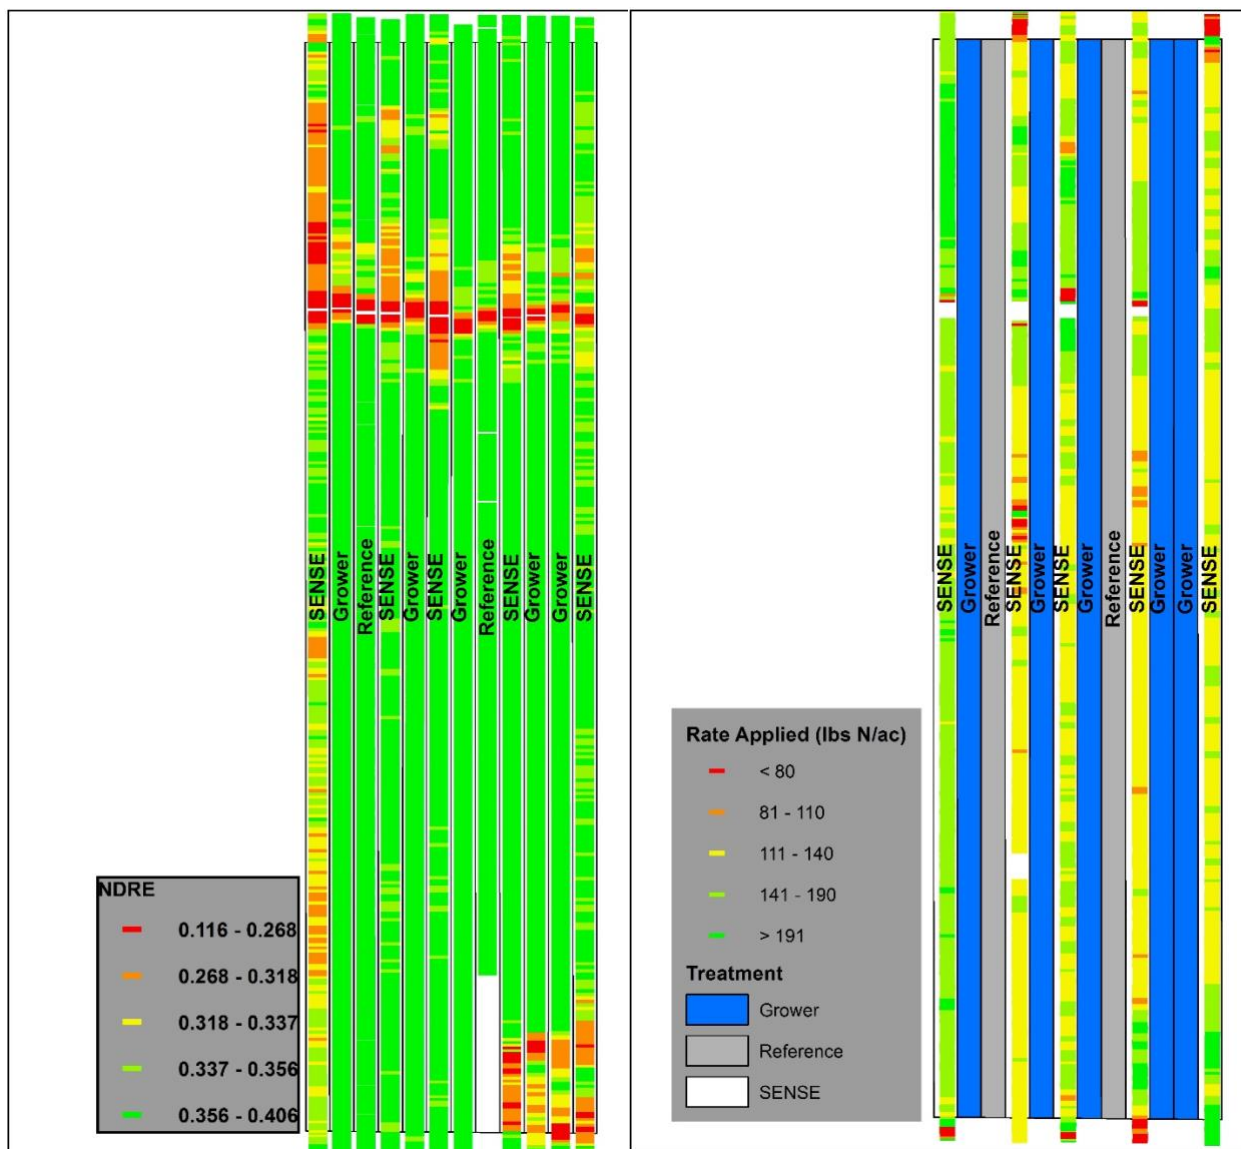 SENSE
Grower
Reference
SENSE
Grower
SENSE
Grower
Reference
SENSE
Grower
Grower
SENSE
NDRE
0.116 - 0.268
0.268 - 0.318
0.318 - 0.337
0.337 - 0.356
0.356 - 0.406
SENSE
Grower
Reference
SENSE
Grower
SENSE
Grower
Reference
SENSE
Grower
Grower
SENSE
Rate Applied (lbs N/ac)
< 80
81 - 110
111 - 140
141 - 190
> 191
Treatment
Grower
Reference
SENSE